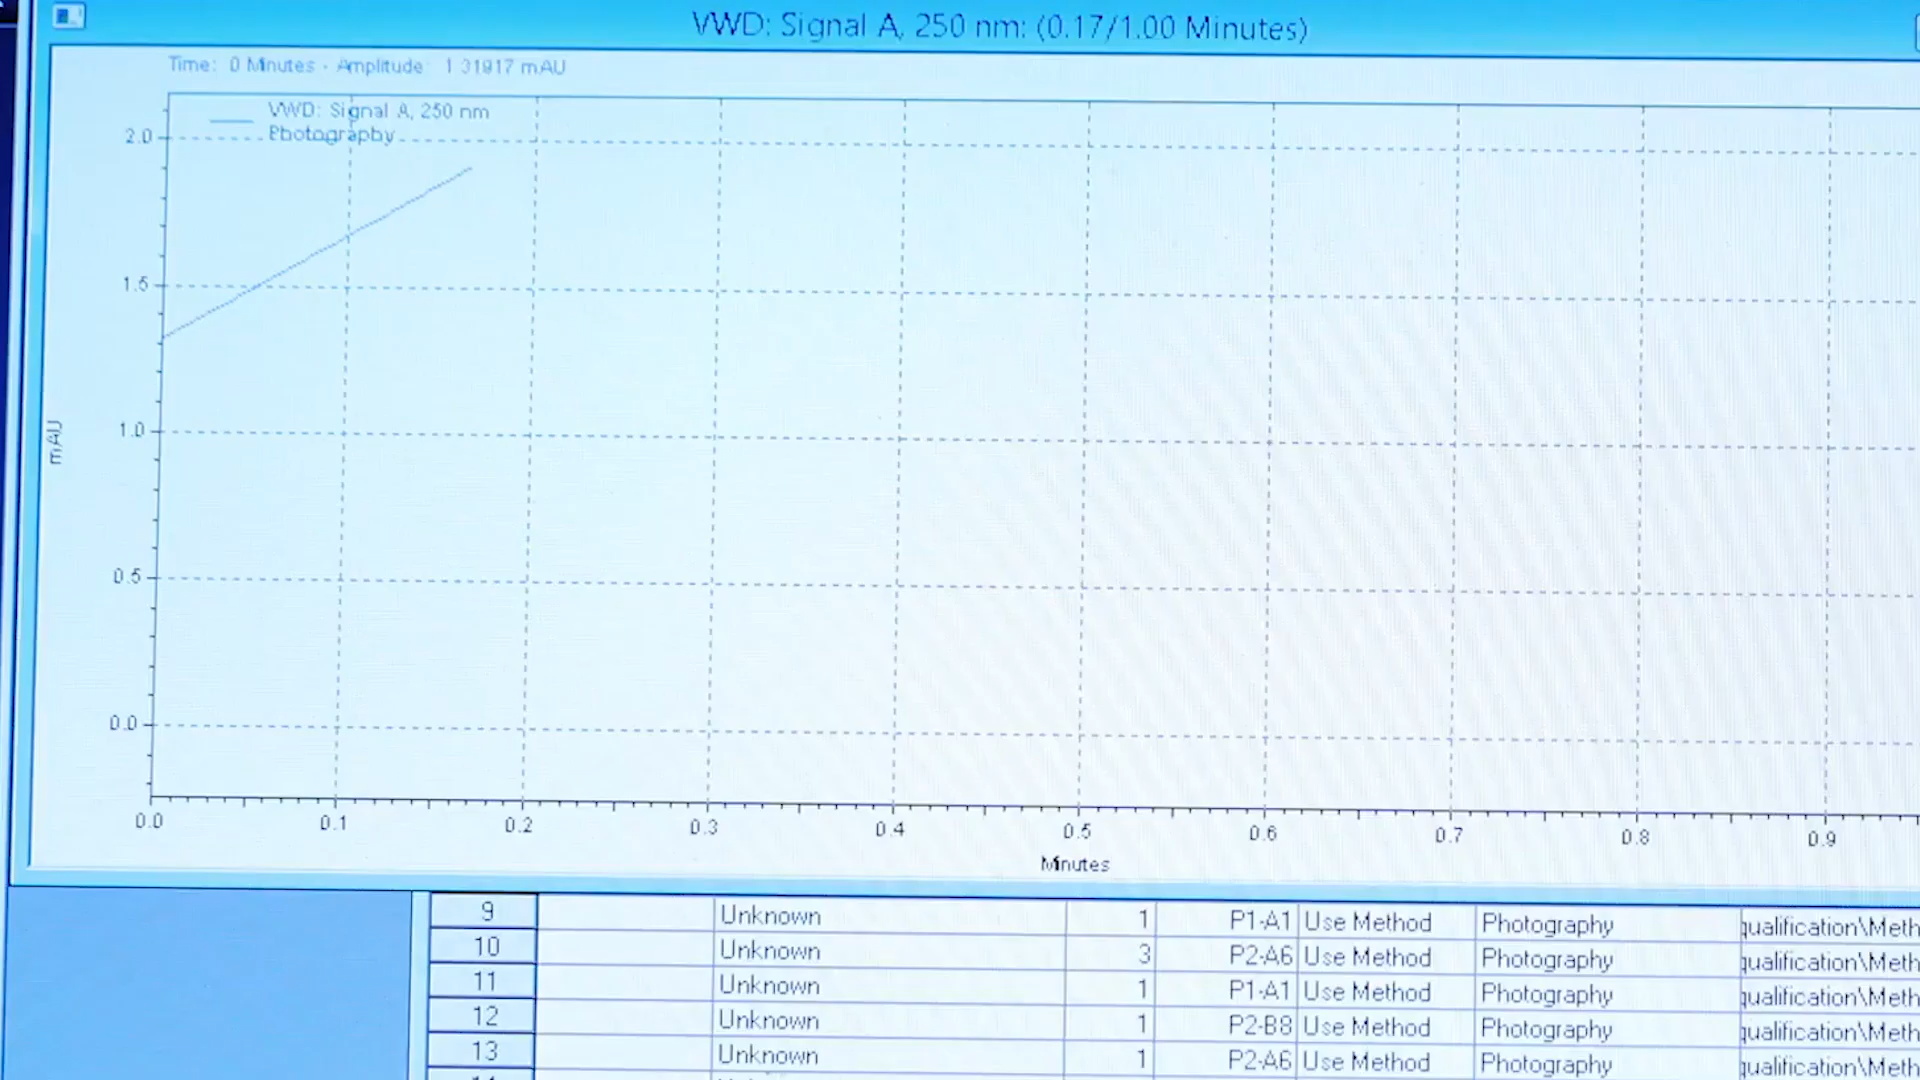 VWD: Signal A, 250 nm: (0.17/1.00 Minutes)
Time: 0 Minutes - Amplitude: 1.31917 mAU
VWD: Signal A, 250 nm
Photography
2.0
1.5
1.0
0.5
0.0
mAU
0.0 0.1 0.2 0.3 0.4 0.5 0.6 0.7 0.8 0.9
Minutes
9 Unknown 1 P1-A1 Use Method Photography qualification\Meth
10 Unknown 3 P2-A6 Use Method Photography qualification\Meth
11 Unknown 1 P1-A1 Use Method Photography qualification\Meth
12 Unknown 1 P2-B8 Use Method Photography qualification\Meth
13 Unknown 1 P2-A6 Use Method Photography qualification\Meth